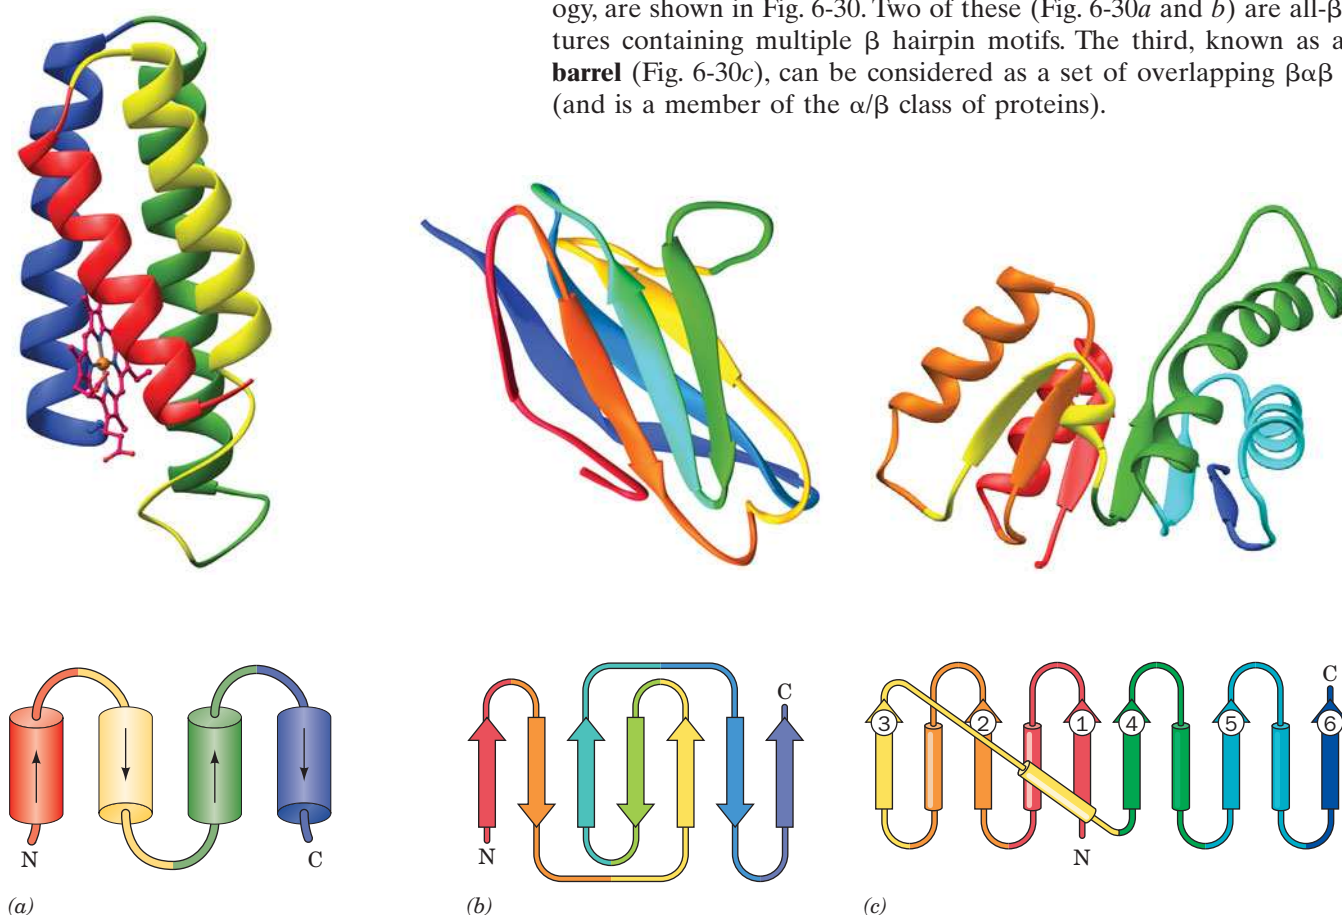 ogy, are shown in Fig. 6-30. Two of these (Fig. 6-30a and b) are all-β
tures containing multiple β hairpin motifs. The third, known as a
barrel (Fig. 6-30c), can be considered as a set of overlapping βαβ
(and is a member of the α/β class of proteins).
N
C
(a)
N
C
(b)
3
2
1
4
5
6
N
C
(c)